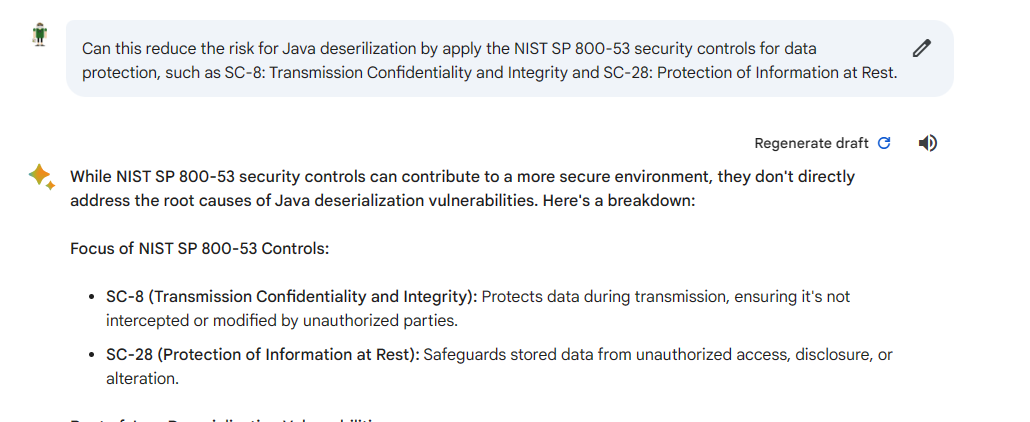 Can this reduce the risk for Java deserilization by apply the NIST SP 800-53 security controls for data
protection, such as SC-8: Transmission Confidentiality and Integrity and SC-28: Protection of Information at Rest.
Regenerate draft
While NIST SP 800-53 security controls can contribute to a more secure environment, they don't directly
address the root causes of Java deserialization vulnerabilities. Here's a breakdown:
Focus of NIST SP 800-53 Controls:
• SC-8 (Transmission Confidentiality and Integrity): Protects data during transmission, ensuring it's not
intercepted or modified by unauthorized parties.
• SC-28 (Protection of Information at Rest): Safeguards stored data from unauthorized access, disclosure, or
alteration.